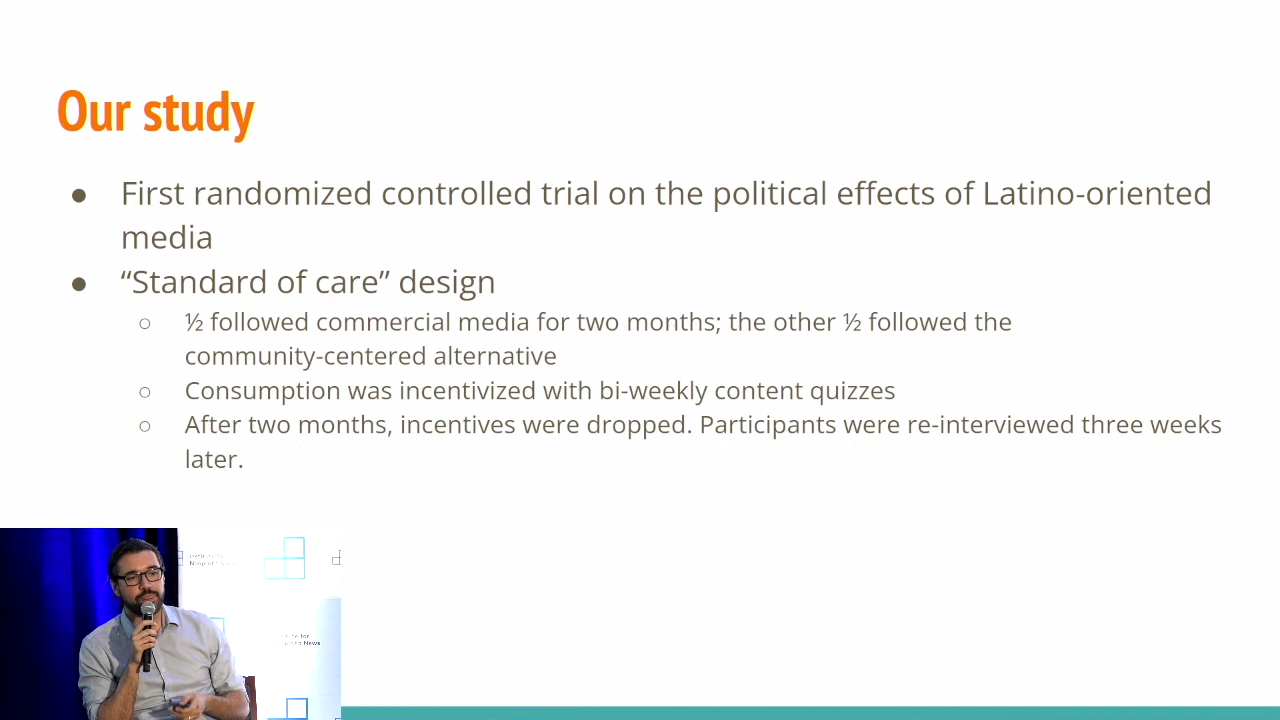 Our study
● First randomized controlled trial on the political effects of Latino-oriented
media
● “Standard of care” design
○ ½ followed commercial media for two months; the other ½ followed the
community-centered alternative
○ Consumption was incentivized with bi-weekly content quizzes
○ After two months, incentives were dropped. Participants were re-interviewed three weeks
later.
for
News